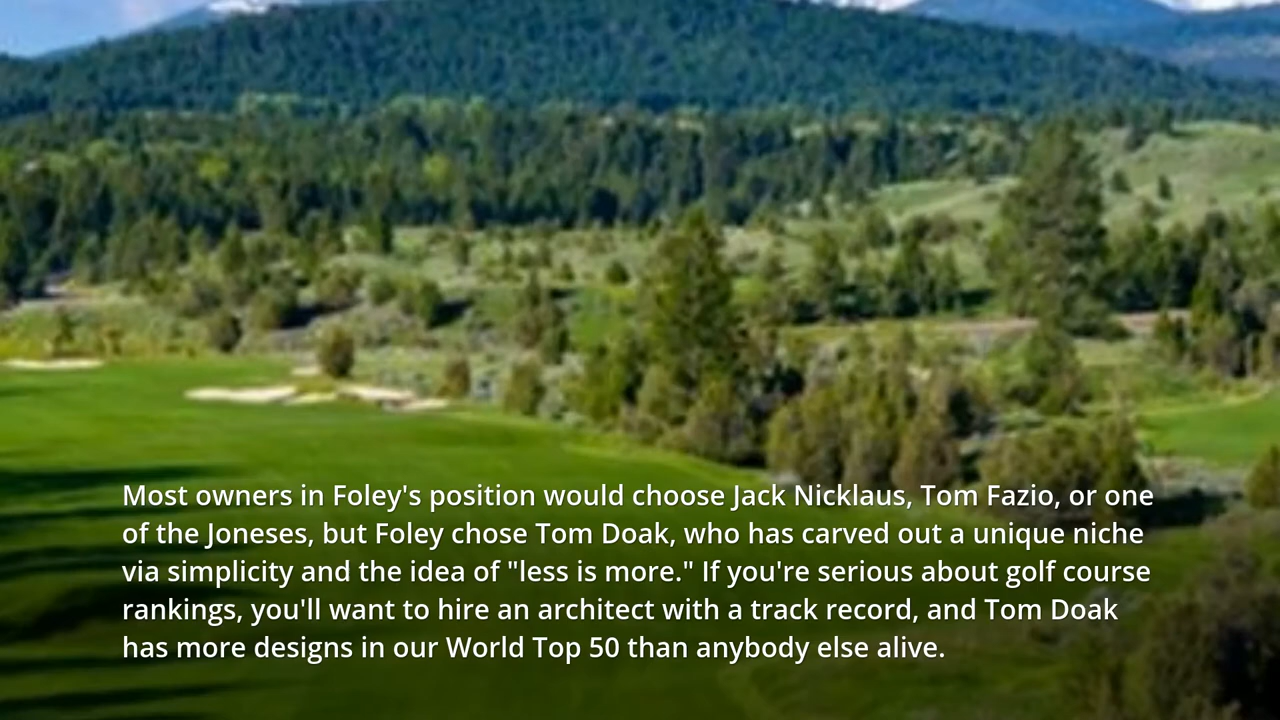 Most owners in Foley's position would choose Jack Nicklaus, Tom Fazio, or one
of the Joneses, but Foley chose Tom Doak, who has carved out a unique niche
via simplicity and the idea of "less is more." If you're serious about golf course
rankings, you'll want to hire an architect with a track record, and Tom Doak
has more designs in our World Top 50 than anybody else alive.